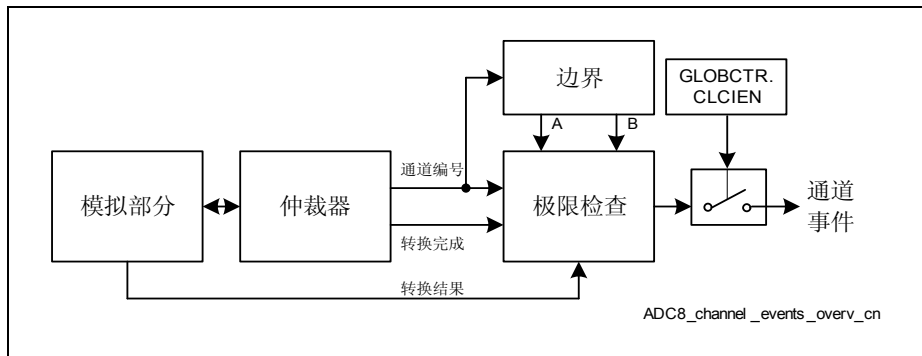 边界
GLOBCTR.
CLCIEN
A
B
模拟部分
仲裁器
通道编号
极限检查
通道
事件
转换完成
转换结果
ADC8_channel _events_overv_cn